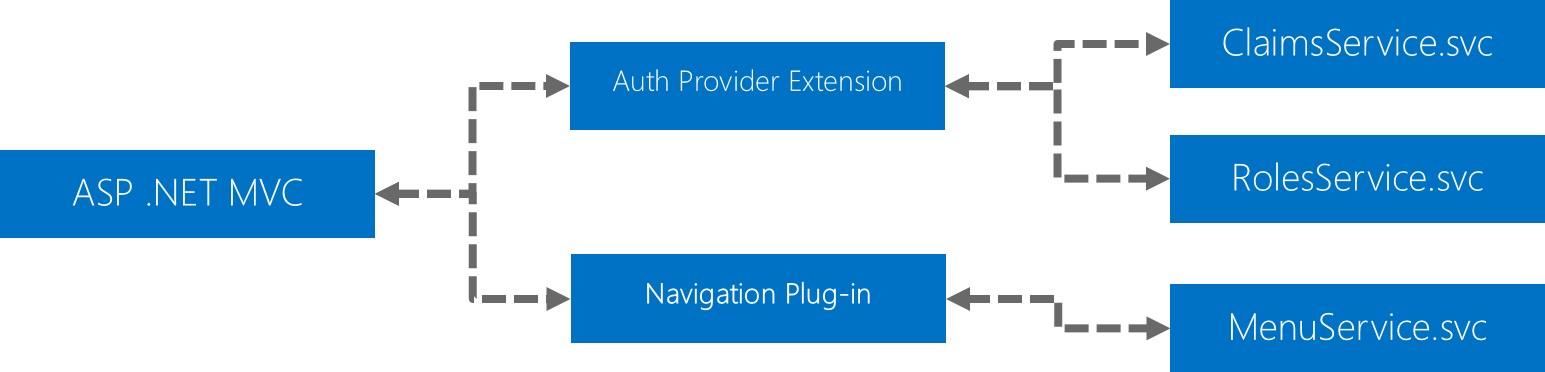 ClaimsService.svc
Auth Provider Extension
RolesService.svc
ASP .NET MVC
Navigation Plug-in
MenuService.svc